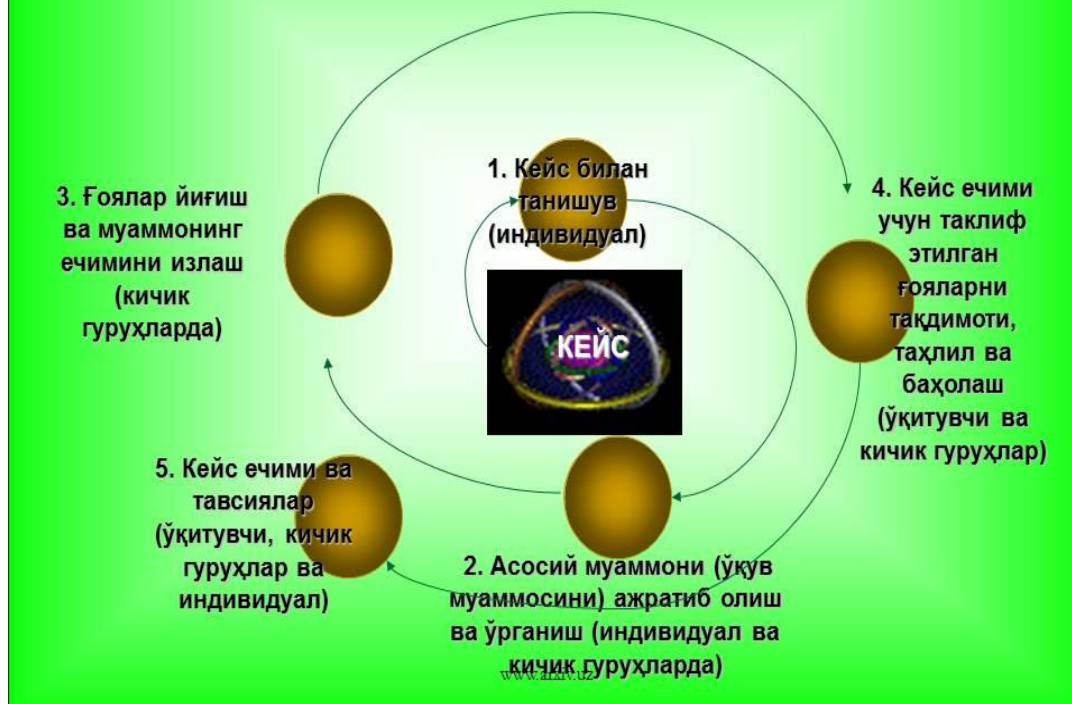 1. Кейс билан
танишув
(индивидуал)
3. Ғоялар йиғиш
ва муаммонинг
ечимини излаш
(кичик
гуруҳларда)
4. Кейс ечими
учун таклиф
этилган
ғояларни
тақдимоти,
таҳлил ва
баҳолаш
(ўқитувчи ва
кичик гуруҳлар)
КЕЙС
5. Кейс ечими ва
тавсиялар
(ўқитувчи, кичик
гуруҳлар ва
индивидуал)
2. Асосий муаммони (ўқув
муаммосини) ажратиб олиш
ва ўрганиш (индивидуал ва
кичик гуруҳларда)
www.arxiv.uz